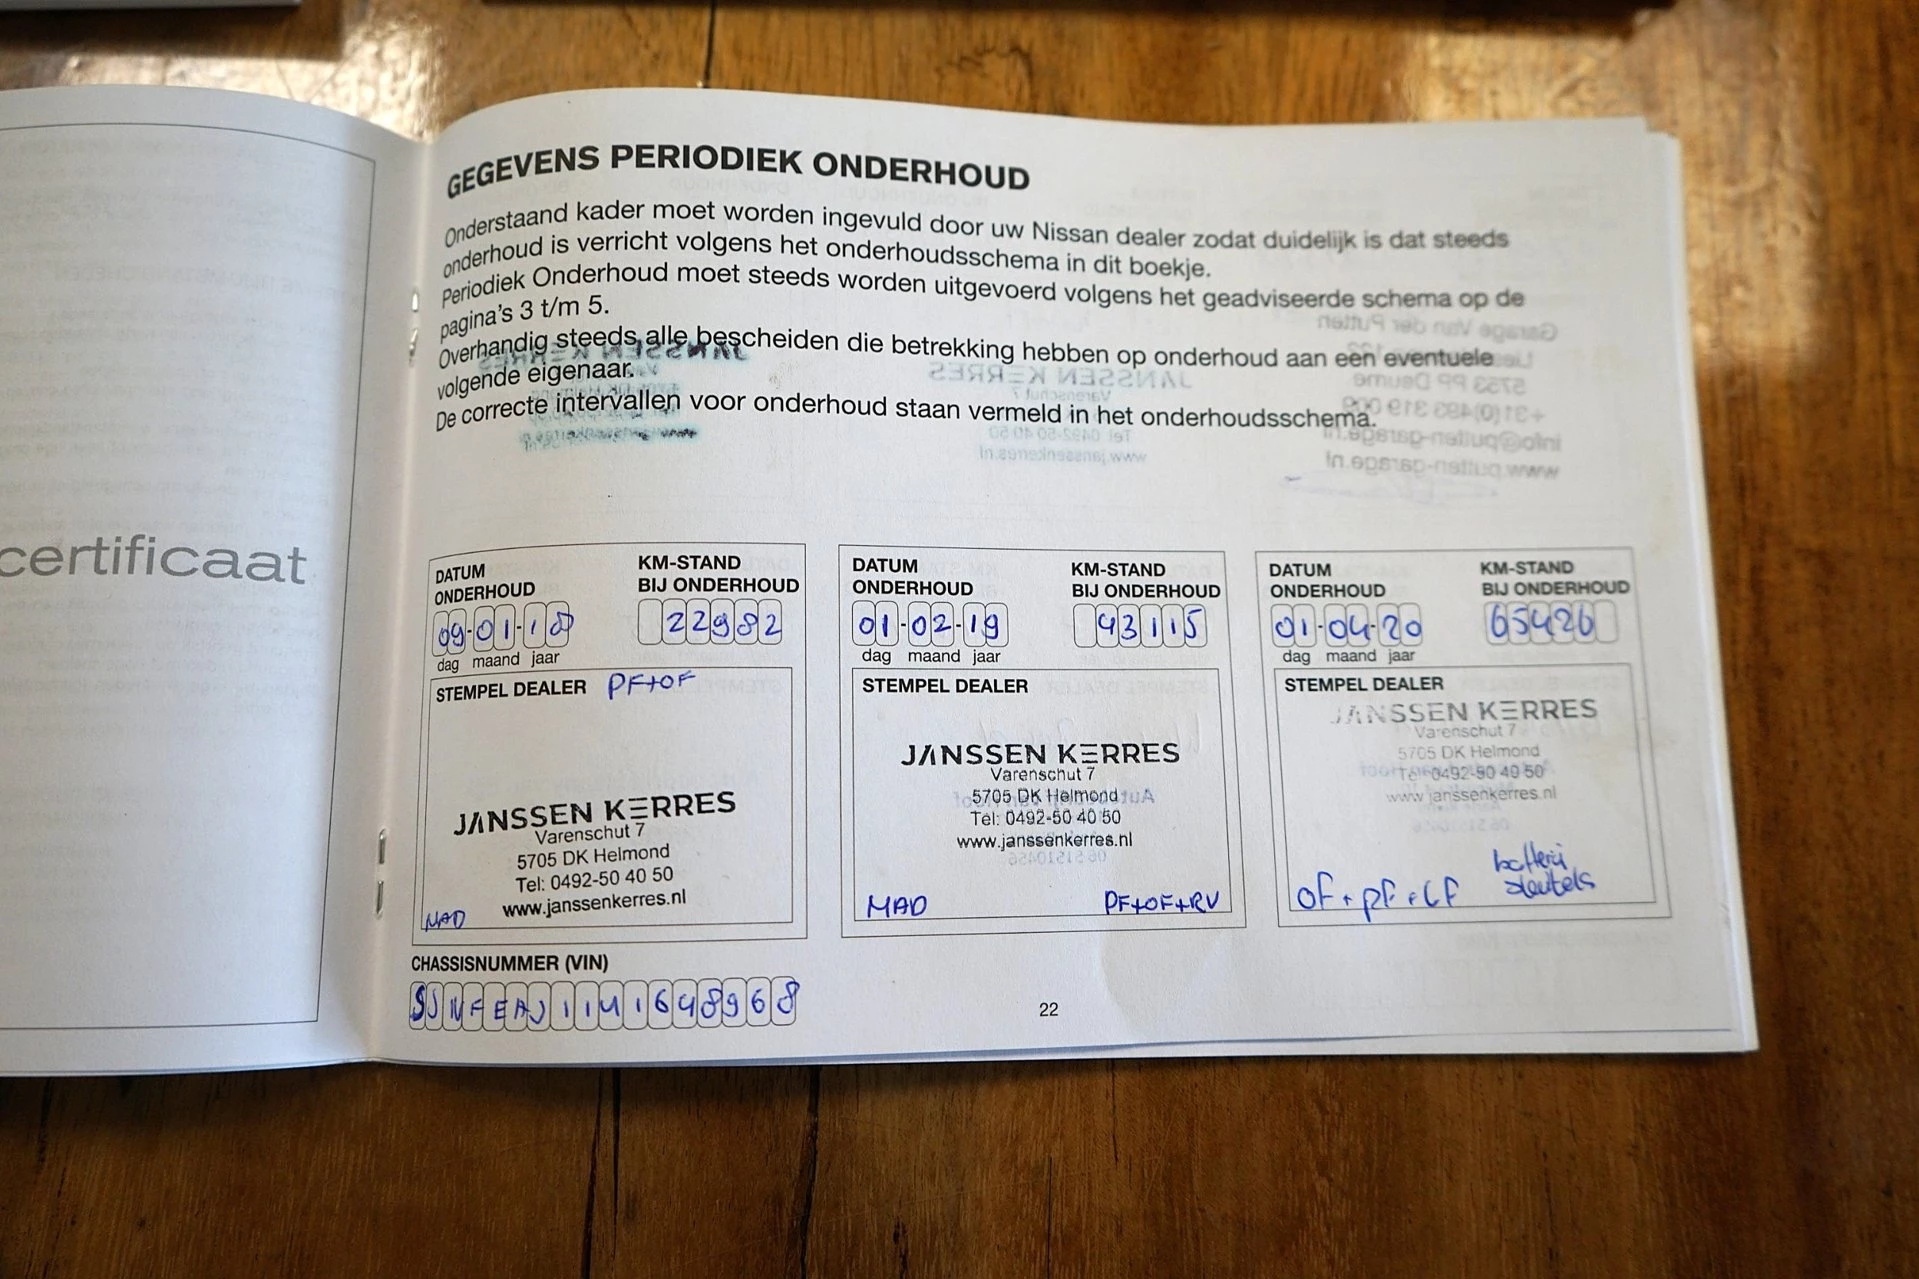 certificaat
GEGEVENS PERIODIEK ONDERHOUD
Onderstaand kader moet worden ingevuld door uw Nissan dealer zodat duidelijk is dat steeds
onderhoud is verricht volgens het onderhoudsschema in dit boekje.
Periodiek Onderhoud moet steeds worden uitgevoerd volgens het geadviseerde schema op de
pagina's 3 t/m 5.
Overhandig steeds alle bescheiden die betrekking hebben op onderhoud aan een eventuele
volgende eigenaar.
De correcte intervallen voor onderhoud staan vermeld in het onderhoudsschema.
DATUM
ONDERHOUD
KM-STAND
BIJ ONDERHOUD
09-01-18
22982
dag maand jaar
STEMPEL DEALER PF+OF
JANSSEN KERRES
Varenschut 7
5705 DK Helmond
Tel: 0492-50 40 50
www.janssenkerres.nl
MAD
DATUM
ONDERHOUD
KM-STAND
BIJ ONDERHOUD
01-02-19
43115
dag maand jaar
STEMPEL DEALER
JANSSEN KERRES
Varenschut 7
5705 DK Helmond
Tel: 0492-50 40 50
www.janssenkerres.nl
MAD PF+OF+RV
DATUM
ONDERHOUD
KM-STAND
BIJ ONDERHOUD
01-04-20
65426
dag maand jaar
STEMPEL DEALER
JANSSEN KERRES
Varenschut 7
5705 DK Helmond
Tel: 0492-50 40 50
www.janssenkerres.nl
of + pf + cf
batterij
sleutels
CHASSISNUMMER (VIN)
SJNFEAJ11U1648968
22